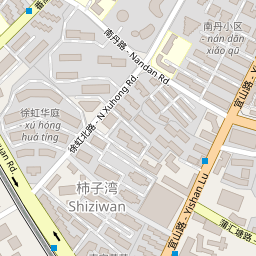 南丹路 - Nandan Rd.
南丹小区
- nán dān
xiǎo qū
徐虹北路 - N Xuhong Rd.
徐虹华庭
- xú hóng
huá tíng
宜山路
宜山路 - Yishan Lu
柿子湾
Shiziwan
蒲汇塘路